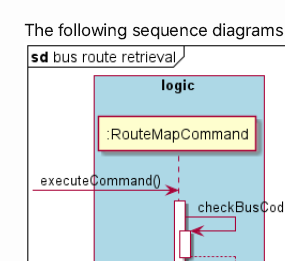 The following sequence diagrams
sd bus route retrieval
logic
:RouteMapCommand
executeCommand()
checkBusCod